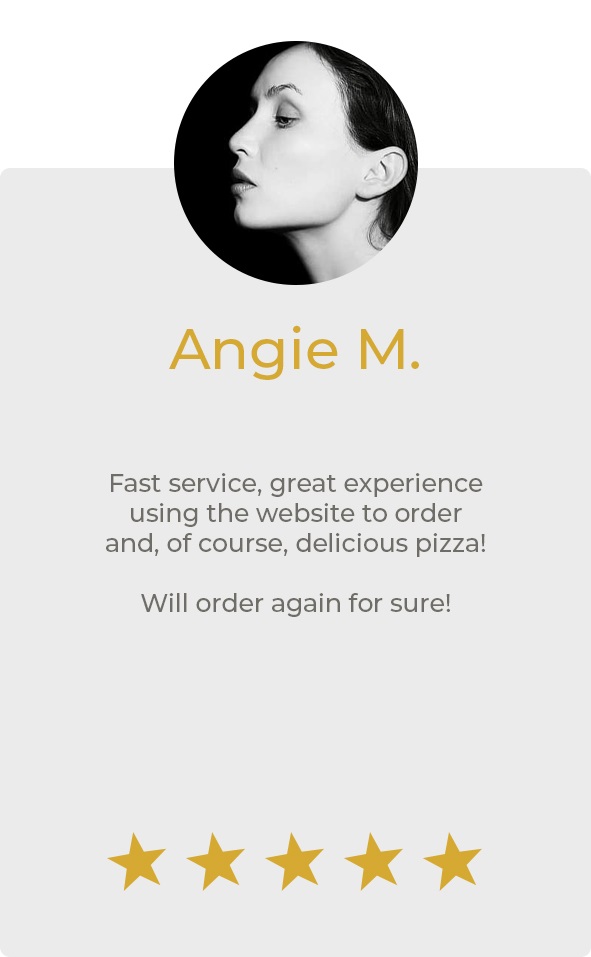 Angie M.
Fast service, great experience
using the website to order
and, of course, delicious pizza!
Will order again for sure!